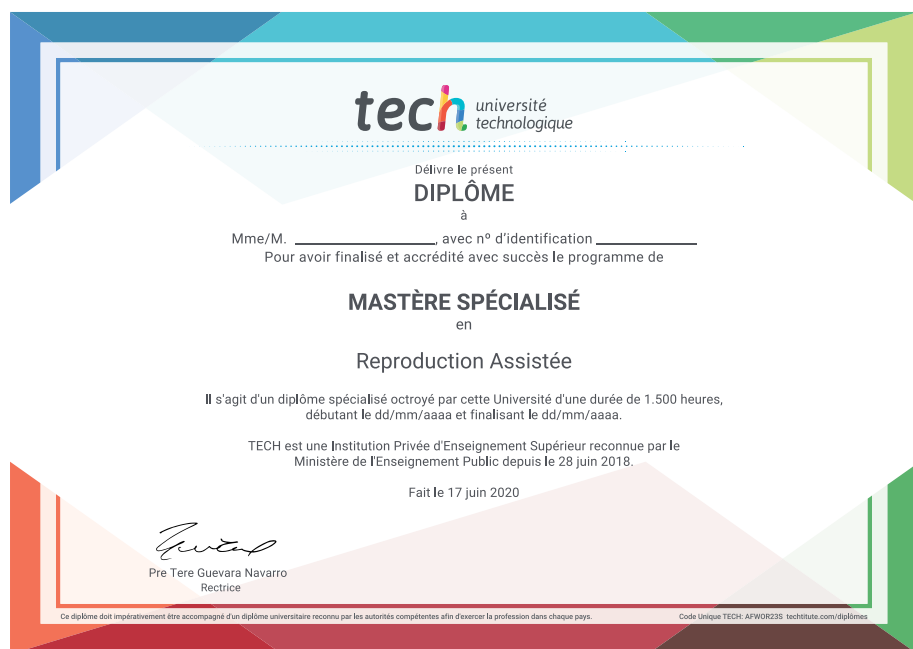 tech université
technologique
Délivre le présent
DIPLÔME
à
Mme/M. ____________________, avec nº d'identification ______________
Pour avoir finalisé et accrédité avec succès le programme de
MASTÈRE SPÉCIALISÉ
en
Reproduction Assistée
Il s'agit d'un diplôme spécialisé octroyé par cette Université d'une durée de 1.500 heures,
débutant le dd/mm/aaaa et finalisant le dd/mm/aaaa.
TECH est une Institution Privée d'Enseignement Supérieur reconnue par le
Ministère de l'Enseignement Public depuis le 28 juin 2018.
Fait le 17 juin 2020
Pre Tere Guevara Navarro
Rectrice
Ce diplôme doit impérativement être accompagné d'un diplôme universitaire reconnu par les autorités compétentes afin d'exercer la profession dans chaque pays. Code Unique TECH: AFWOR23S techtitute.com/diplômes